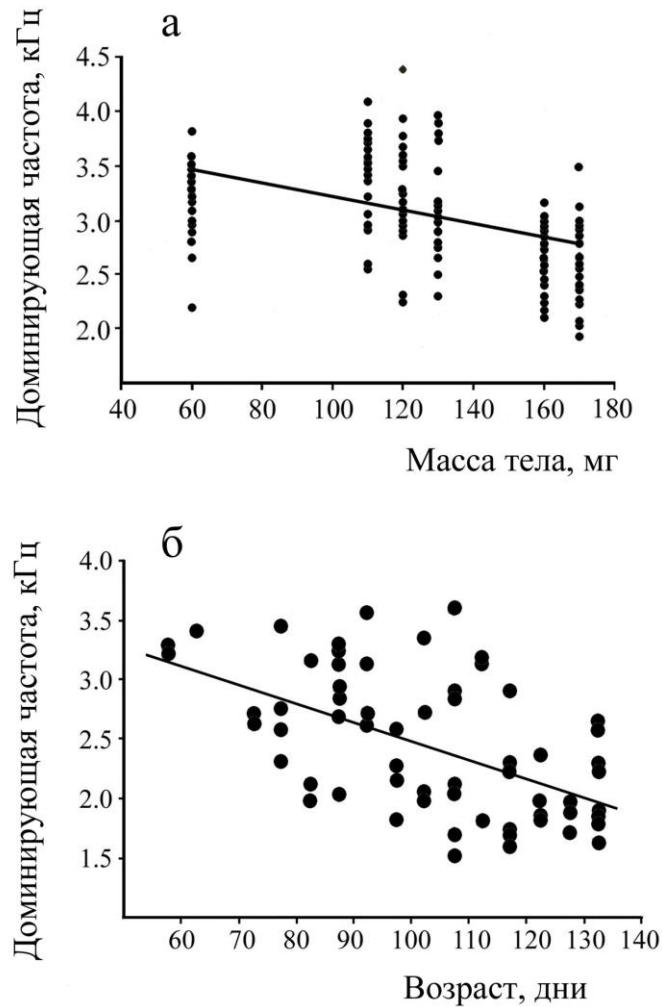 а
Доминирующая частота, кГц
4.5
4.0
3.5
3.0
2.5
2.0
40 60 80 100 120 140 160 180
Масса тела, мг
б
Доминирующая частота, кГц
4.0
3.5
3.0
2.5
2.0
1.5
60 70 80 90 100 110 120 130 140
Возраст, дни